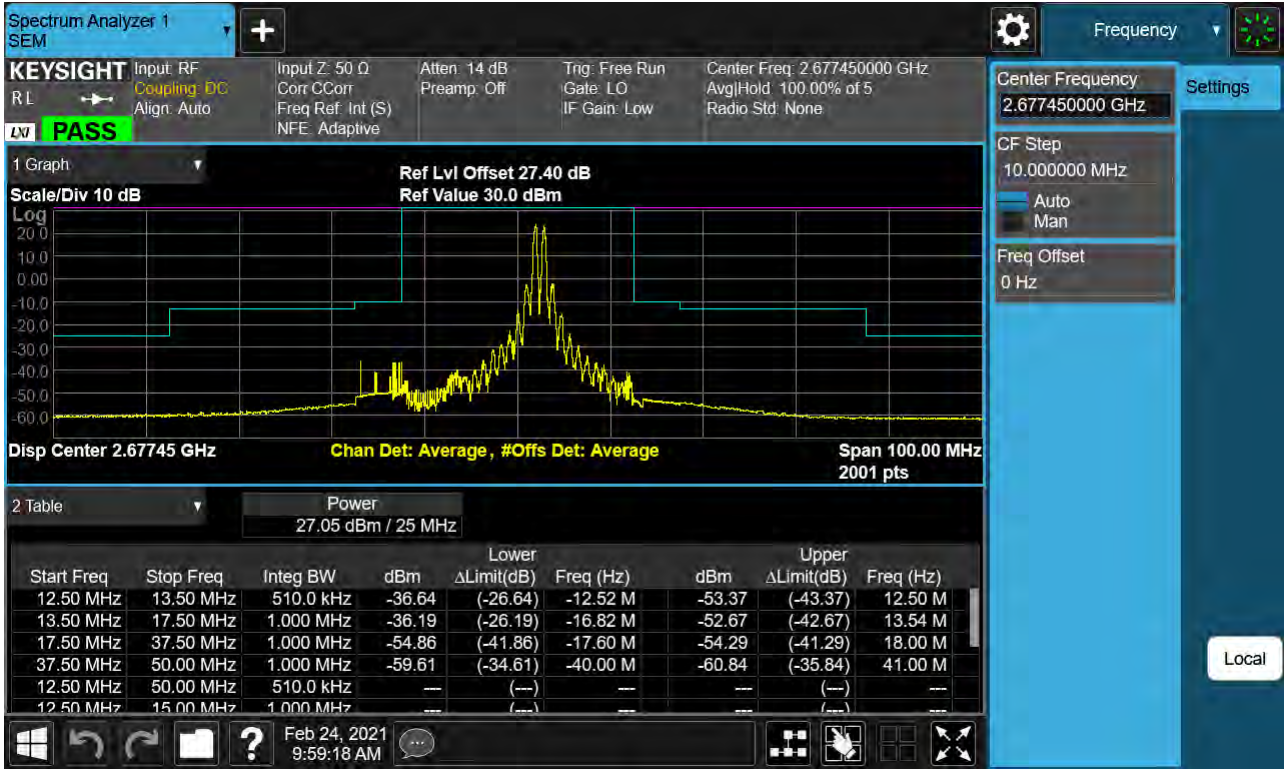 Spectrum Analyzer 1
SEM
+
Frequency
KEYSIGHT
R L
LXI
PASS
Input: RF
Coupling: DC
Align: Auto
Input Z: 50 Ω
Corr CCorr
Freq Ref: Int (S)
NFE: Adaptive
Atten: 14 dB
Preamp: Off
Trig: Free Run
Gate: LO
IF Gain: Low
Center Freq: 2.677450000 GHz
Avg|Hold: 100.00% of 5
Radio Std: None
Center Frequency
2.677450000 GHz
Settings
CF Step
10.000000 MHz
Auto
Man
Freq Offset
0 Hz
1 Graph
Scale/Div 10 dB
Ref Lvl Offset 27.40 dB
Ref Value 30.0 dBm
Log
20.0
10.0
0.00
-10.0
-20.0
-30.0
-40.0
-50.0
-60.0
Disp Center 2.67745 GHz
Chan Det: Average, #Offs Det: Average
Span 100.00 MHz
2001 pts
2 Table
Power
27.05 dBm / 25 MHz
Lower Upper
Start Freq Stop Freq Integ BW dBm ΔLimit(dB) Freq (Hz) dBm ΔLimit(dB) Freq (Hz)
12.50 MHz 13.50 MHz 510.0 kHz -36.64 (-26.64) -12.52 M -53.37 (-43.37) 12.50 M
13.50 MHz 17.50 MHz 1.000 MHz -36.19 (-26.19) -16.82 M -52.67 (-42.67) 13.54 M
17.50 MHz 37.50 MHz 1.000 MHz -54.86 (-41.86) -17.60 M -54.29 (-41.29) 18.00 M
37.50 MHz 50.00 MHz 1.000 MHz -59.61 (-34.61) -40.00 M -60.84 (-35.84) 41.00 M
12.50 MHz 50.00 MHz 510.0 kHz --- (---) --- --- (---) ---
12.50 MHz 15.00 MHz 1.000 MHz --- (---) --- --- (---) ---
Local
?
Feb 24, 2021
9:59:18 AM